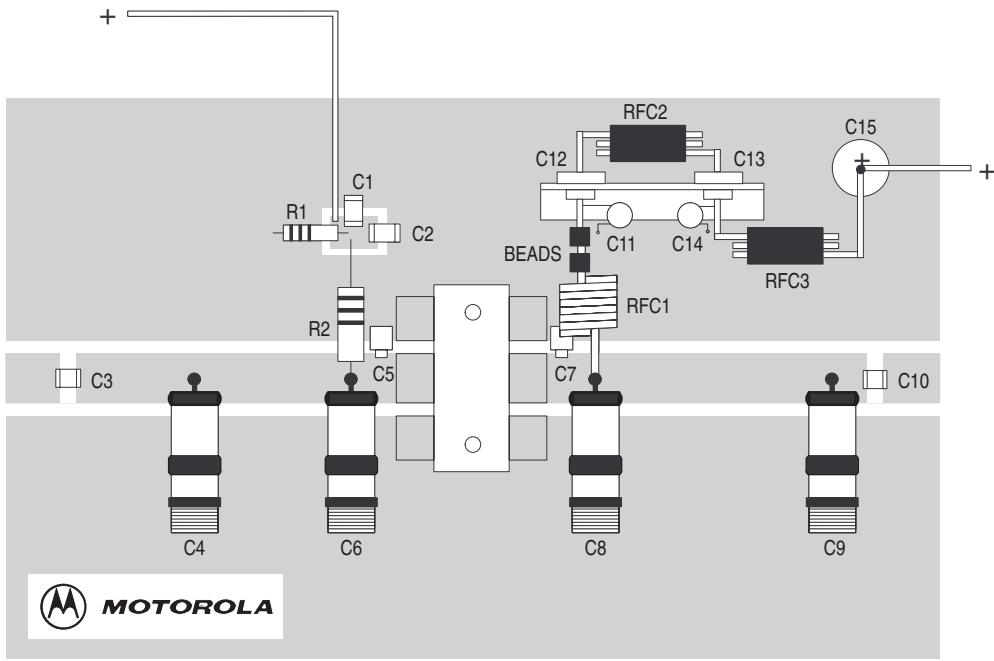 +
RFC2
C15
C12
C13
+
+
C1
R1
C2
C11
C14
BEADS
RFC3
RFC1
R2
C5
C7
C3
C10
C4
C6
C8
C9
MOTOROLA